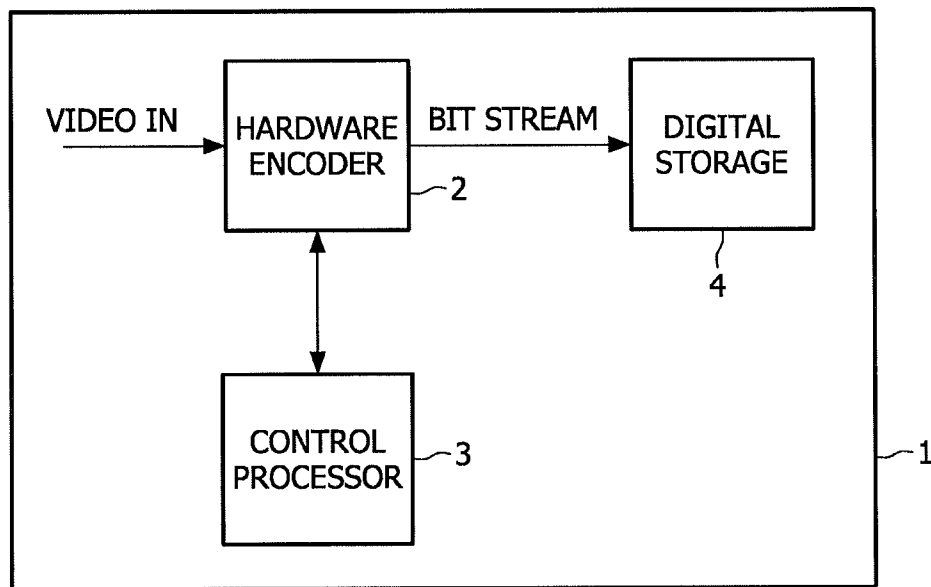 VIDEO IN
HARDWARE
ENCODER
2
BIT STREAM
DIGITAL
STORAGE
4
CONTROL
PROCESSOR
3
1